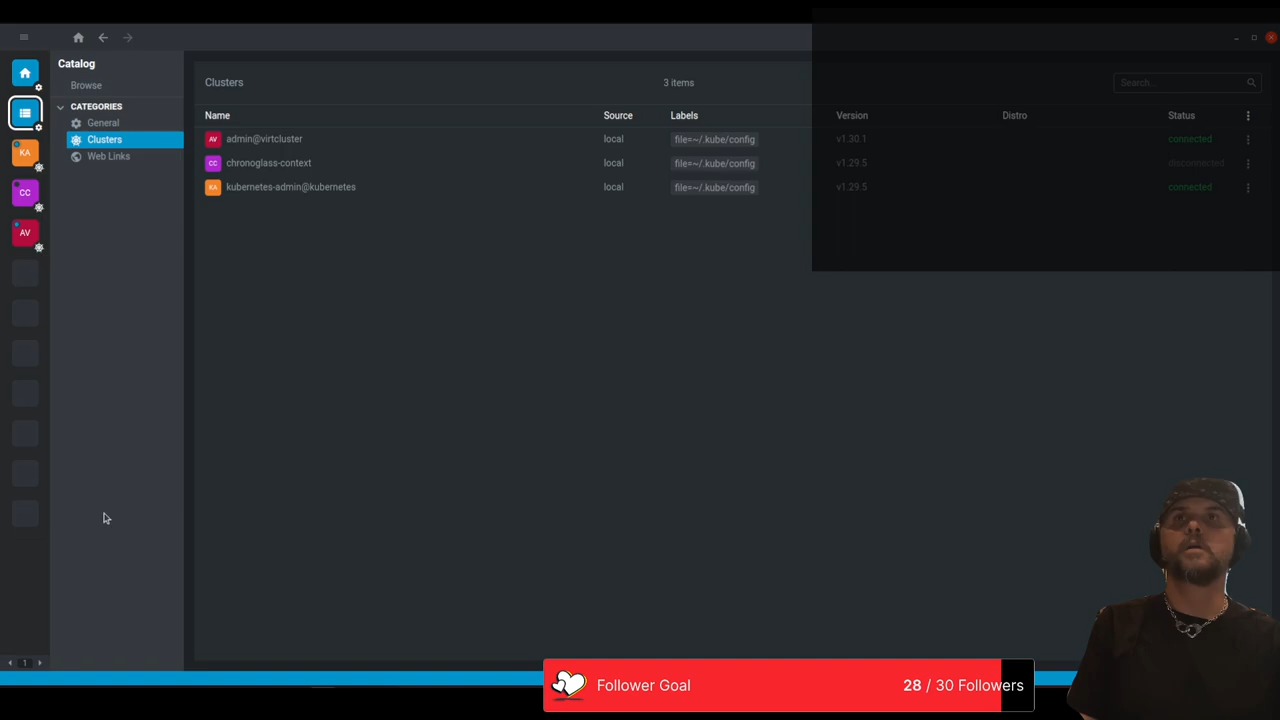 Catalog
Browse
CATEGORIES
General
Clusters
Web Links
KA
CC
AV
1
Clusters
3 items
Search...
Name Source Labels Version Distro Status
AV admin@virtcluster local file=~/.kube/config v1.30.1 connected
CC chronoglass-context local file=~/.kube/config v1.29.5 disconnected
KA kubernetes-admin@kubernetes local file=~/.kube/config v1.29.5 connected
Follower Goal 28 / 30 Followers